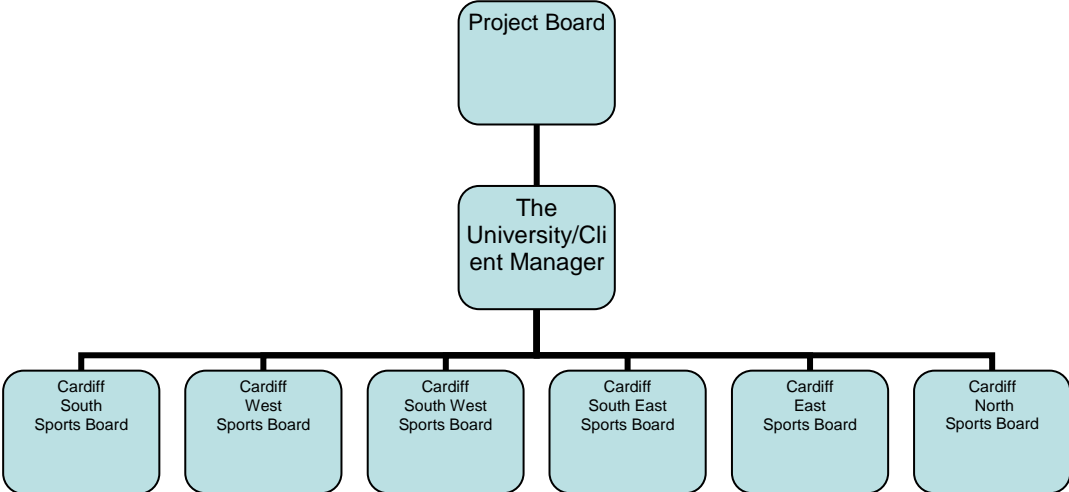 Project Board
The
University/Cli
ent Manager
Cardiff
South
Sports Board
Cardiff
West
Sports Board
Cardiff
South West
Sports Board
Cardiff
South East
Sports Board
Cardiff
East
Sports Board
Cardiff
North
Sports Board